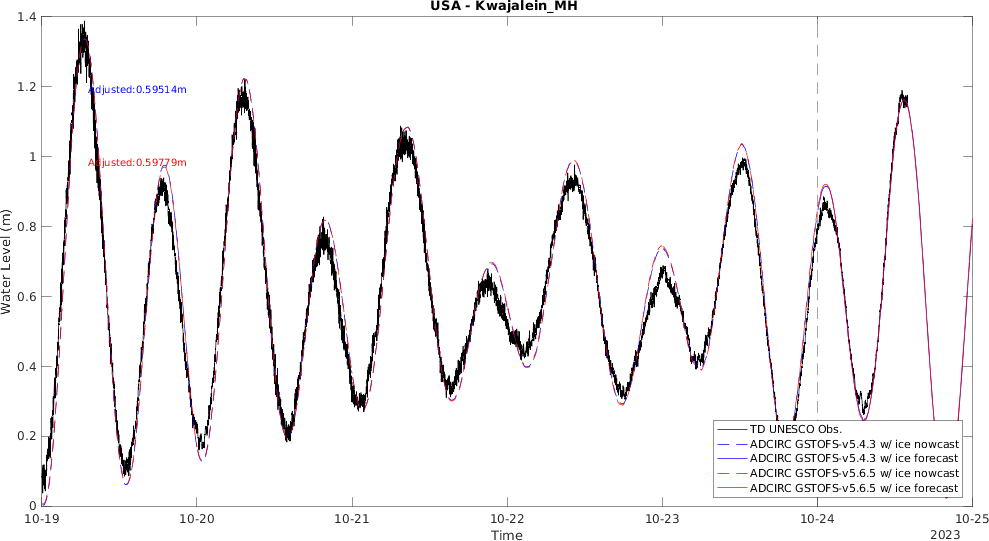 USA - Kwajalein_MH
1.4
1.2
1
0.8
0.6
0.4
0.2
0
Water Level (m)
Adjusted:0.59514m
Adjusted:0.59779m
TD UNESCO Obs.
ADCIRC GSTOFS-v5.4.3 w/ ice nowcast
ADCIRC GSTOFS-v5.4.3 w/ ice forecast
ADCIRC GSTOFS-v5.6.5 w/ ice nowcast
ADCIRC GSTOFS-v5.6.5 w/ ice forecast
10-19 10-20 10-21 10-22 10-23 10-24 10-25
Time
2023